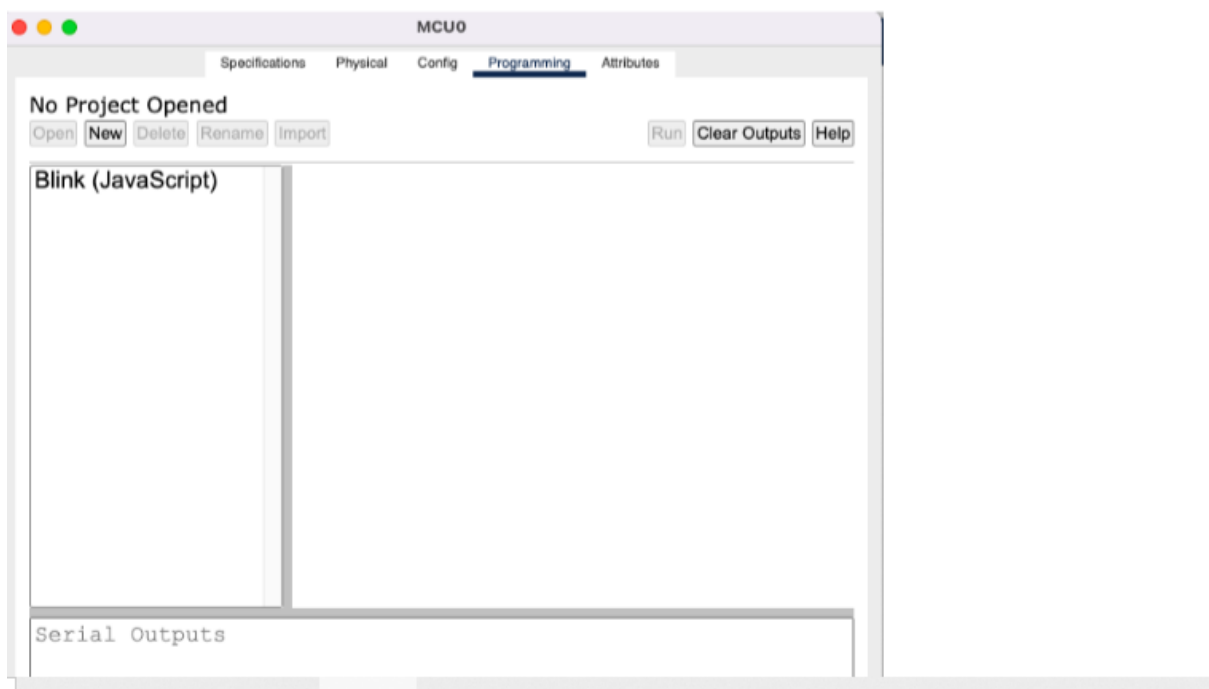 MCU0
Specifications Physical Config Programming Attributes
No Project Opened
Open New Delete Rename Import Run Clear Outputs Help
Blink (JavaScript)
Serial Outputs